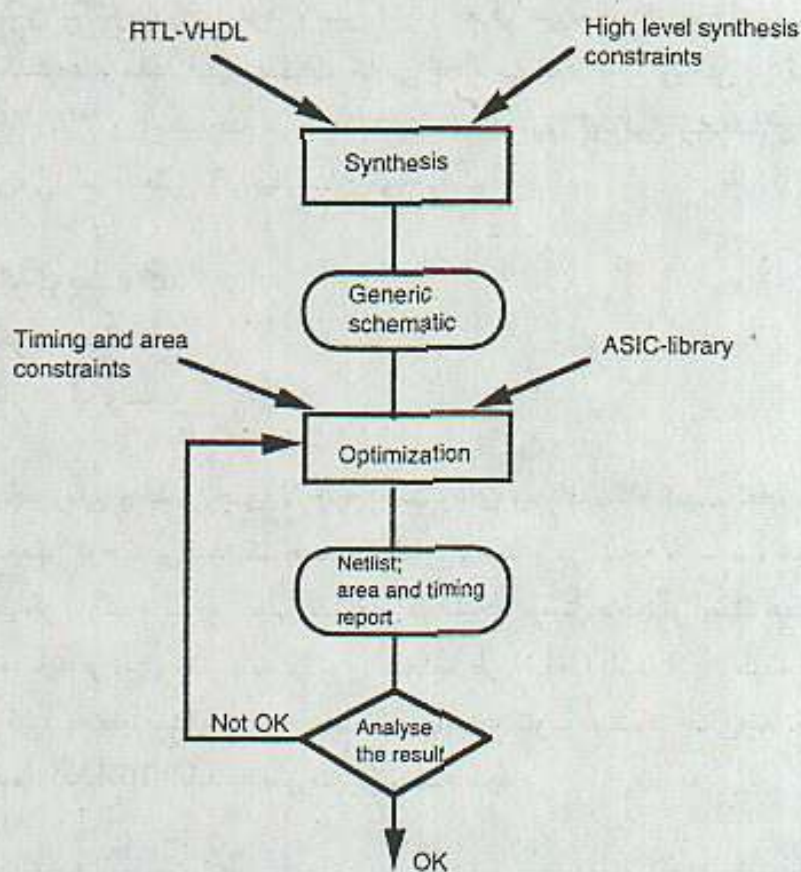 RTL-VHDL
High level synthesis
constraints
Synthesis
Generic
schematic
Timing and area
constraints
ASIC-library
Optimization
Netlist;
area and timing
report
Not OK
Analyse
the result
OK